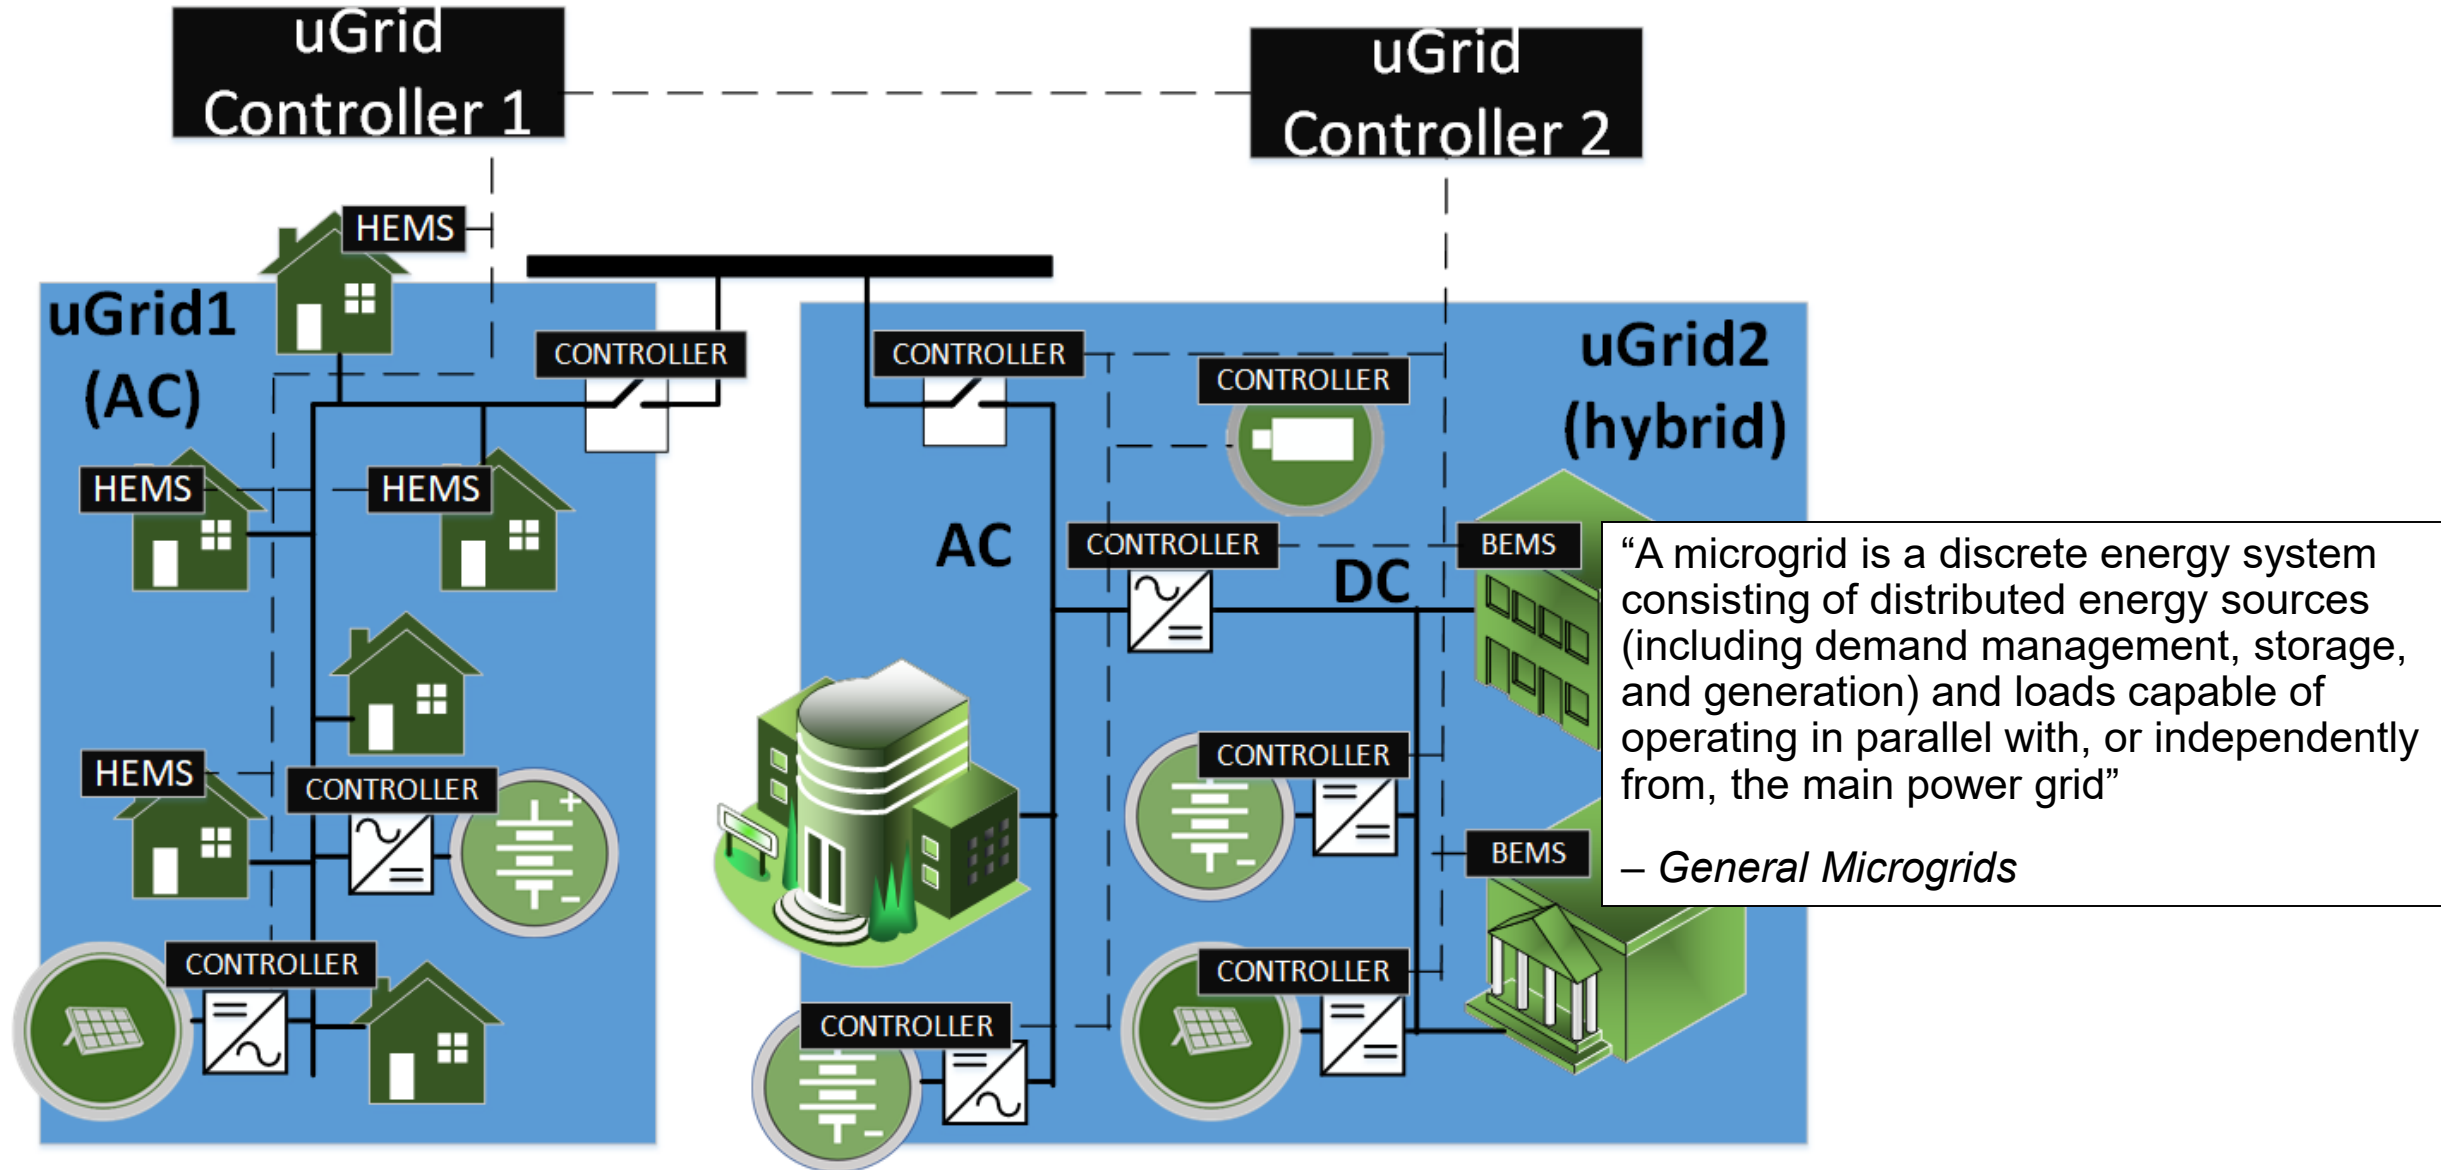 uGrid
Controller 1
uGrid
Controller 2
HEMS
uGrid1
(AC)
CONTROLLER
CONTROLLER
CONTROLLER
uGrid2
(hybrid)
HEMS
HEMS
AC
CONTROLLER
DC
BEMS
“A microgrid is a discrete energy system
consisting of distributed energy sources
(including demand management, storage,
and generation) and loads capable of
operating in parallel with, or independently
from, the main power grid”
– General Microgrids
HEMS
CONTROLLER
CONTROLLER
BEMS
CONTROLLER
CONTROLLER
CONTROLLER